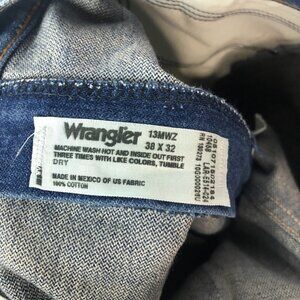 Wrangler 13MWZ
38 X 32
MACHINE WASH HOT AND INSIDE OUT FIRST
THREE TIMES WITH LIKE COLORS, TUMBLE
DRY
MADE IN MEXICO OF US FABRIC
100% COTTON